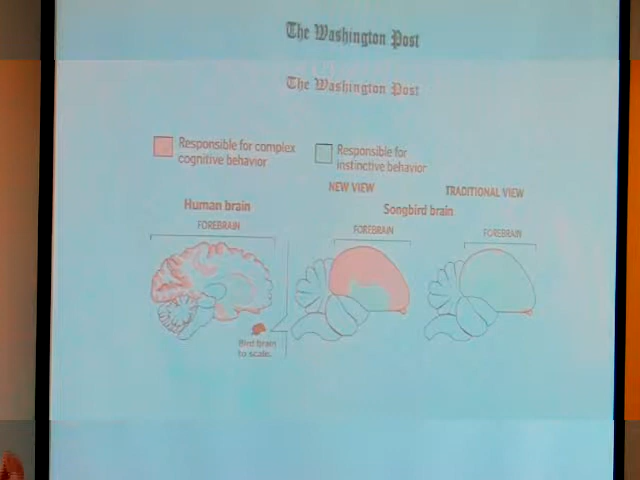 The Washington Post
The Washington Post
Responsible for complex
cognitive behavior
Responsible for
instinctive behavior
NEW VIEW
TRADITIONAL VIEW
Human brain
Songbird brain
FOREBRAIN
FOREBRAIN
FOREBRAIN
Bird brain
to scale.